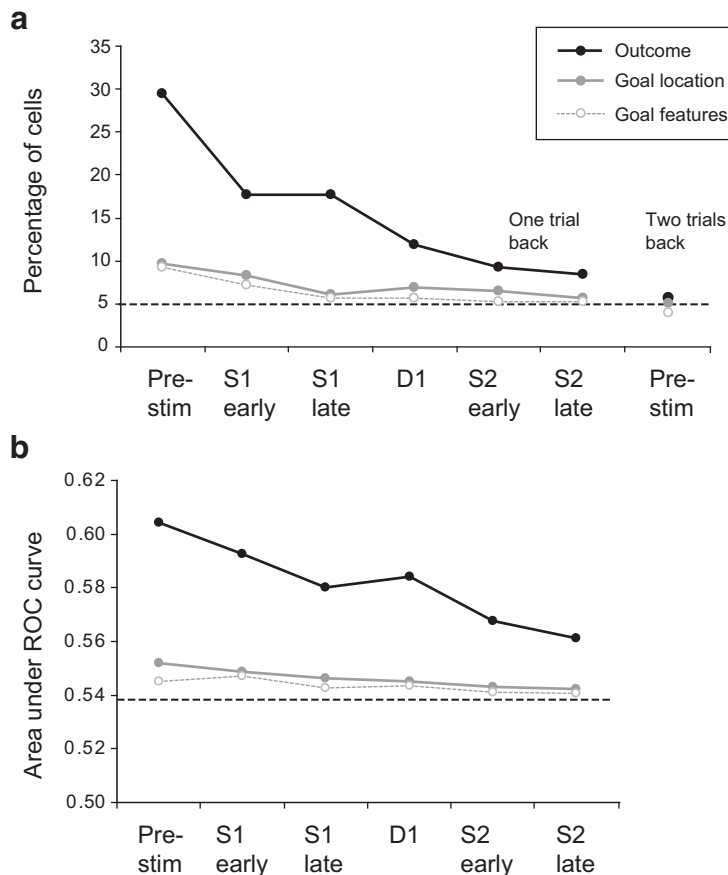 a
35
30
25
20
15
10
5
0
Percentage of cells
Outcome
Goal location
Goal features
One trial
back
Two trials
back
Pre-
stim
S1
early
S1
late
D1
S2
early
S2
late
Pre-
stim
b
0.62
0.60
0.58
0.56
0.54
0.52
0.50
Area under ROC curve
Pre-
stim
S1
early
S1
late
D1
S2
early
S2
late